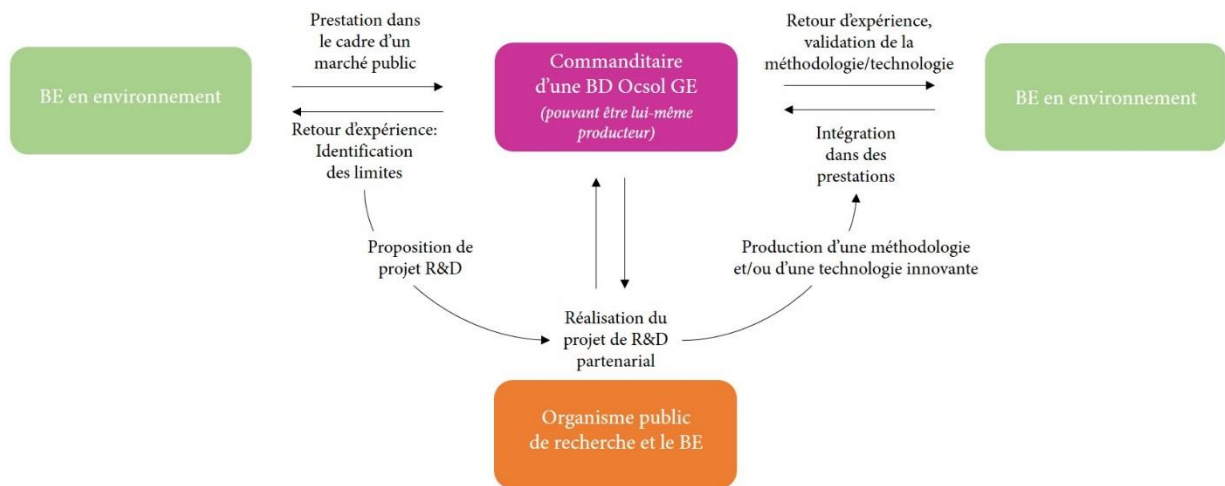 BE en environnement
Prestation dans
le cadre d'un
marché public
Retour d'expérience:
Identification
des limites
Commanditaire
d'une BD Ocsol GE
(pouvant être lui-même
producteur)
Retour d'expérience,
validation de la
méthodologie/technologie
Intégration
dans des
prestations
BE en environnement
Proposition de
projet R&D
Production d'une méthodologie
et/ou d'une technologie innovante
Réalisation du
projet de R&D
partenarial
Organisme public
de recherche et le BE